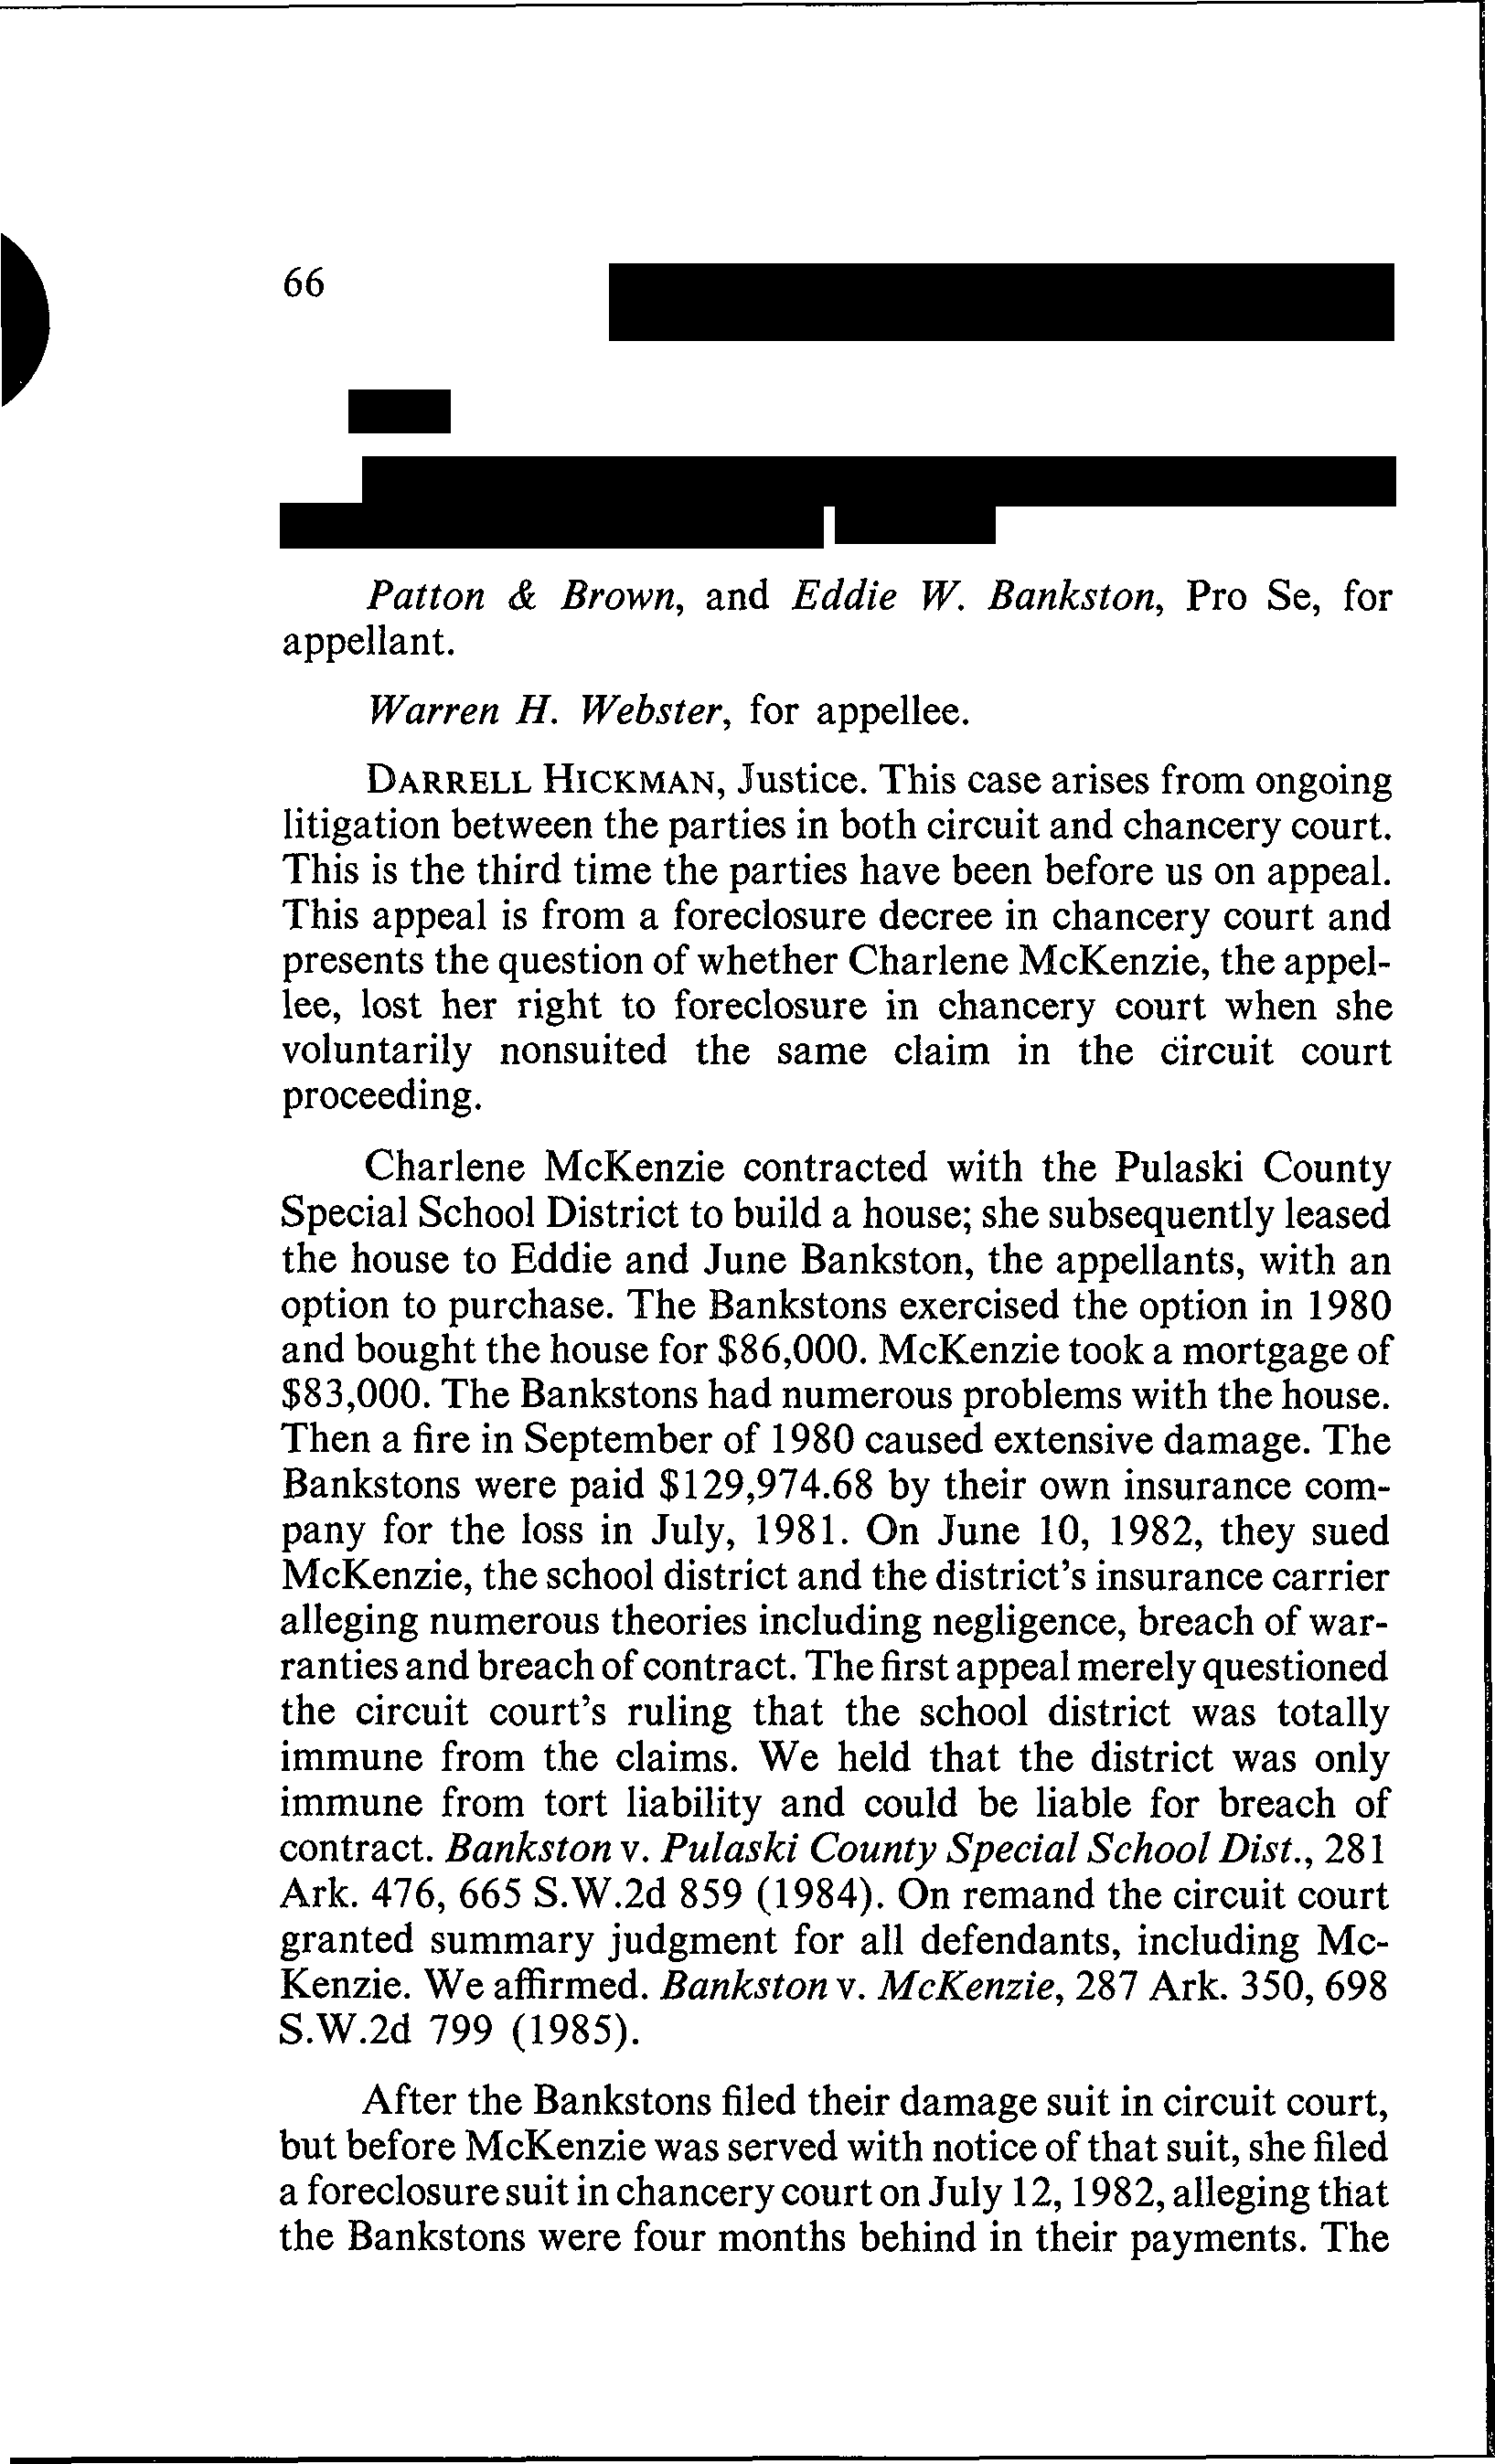 66
Patton & Brown, and Eddie W. Bankston, Pro Se, for
appellant.
Warren H. Webster, for appellee.
DARRELL HICKMAN, Justice. This case arises from ongoing
litigation between the parties in both circuit and chancery court.
This is the third time the parties have been before us on appeal.
This appeal is from a foreclosure decree in chancery court and
presents the question of whether Charlene McKenzie, the appel-
lee, lost her right to foreclosure in chancery court when she
voluntarily nonsuited the same claim in the circuit court
proceeding.
Charlene McKenzie contracted with the Pulaski County
Special School District to build a house; she subsequently leased
the house to Eddie and June Bankston, the appellants, with an
option to purchase. The Bankstons exercised the option in 1980
and bought the house for $86,000. McKenzie took a mortgage of
$83,000. The Bankstons had numerous problems with the house.
Then a fire in September of 1980 caused extensive damage. The
Bankstons were paid $129,974.68 by their own insurance com-
pany for the loss in July, 1981. On June 10, 1982, they sued
McKenzie, the school district and the district's insurance carrier
alleging numerous theories including negligence, breach of war-
ranties and breach of contract. The first appeal merely questioned
the circuit court's ruling that the school district was totally
immune from the claims. We held that the district was only
immune from tort liability and could be liable for breach of
contract. Bankston v. Pulaski County Special School Dist., 281
Ark. 476, 665 S.W.2d 859 (1984). On remand the circuit court
granted summary judgment for all defendants, including Mc-
Kenzie. We affirmed. Bankston v. McKenzie, 287 Ark. 350, 698
S.W.2d 799 (1985).
After the Bankstons filed their damage suit in circuit court,
but before McKenzie was served with notice of that suit, she filed
a foreclosure suit in chancery court on July 12, 1982, alleging that
the Bankstons were four months behind in their payments. The